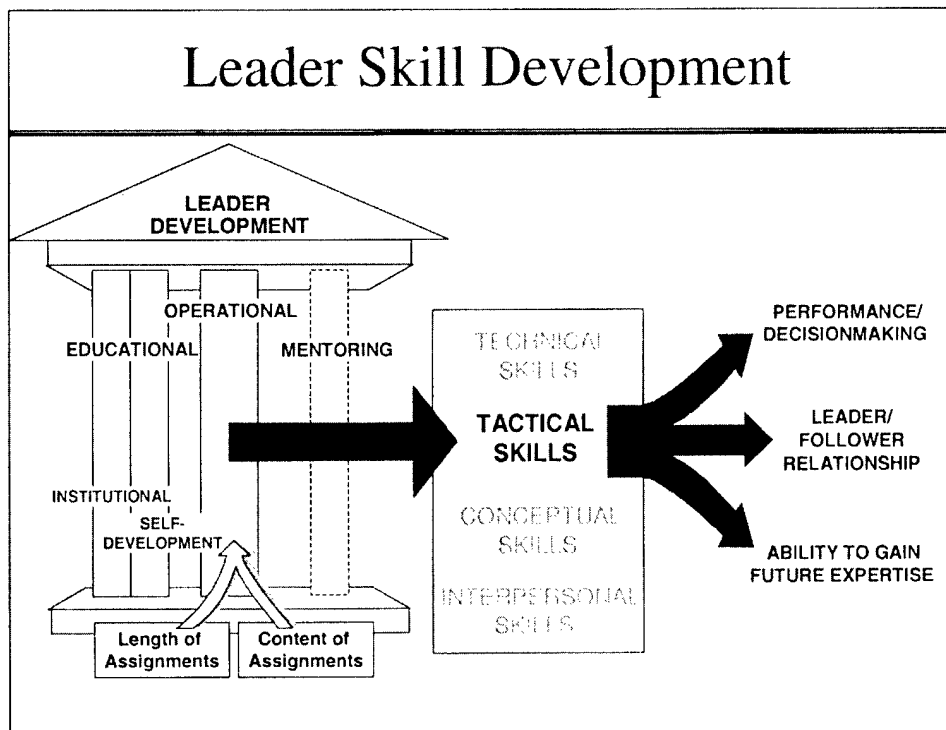 Leader Skill Development
LEADER
DEVELOPMENT
OPERATIONAL
EDUCATIONAL
MENTORING
INSTITUTIONAL
SELF-
DEVELOPMENT
Length of
Assignments
Content of
Assignments
TECHNICAL
SKILLS
TACTICAL
SKILLS
CONCEPTUAL
SKILLS
INTERPERSONAL
SKILLS
PERFORMANCE/
DECISIONMAKING
LEADER/
FOLLOWER
RELATIONSHIP
ABILITY TO GAIN
FUTURE EXPERTISE